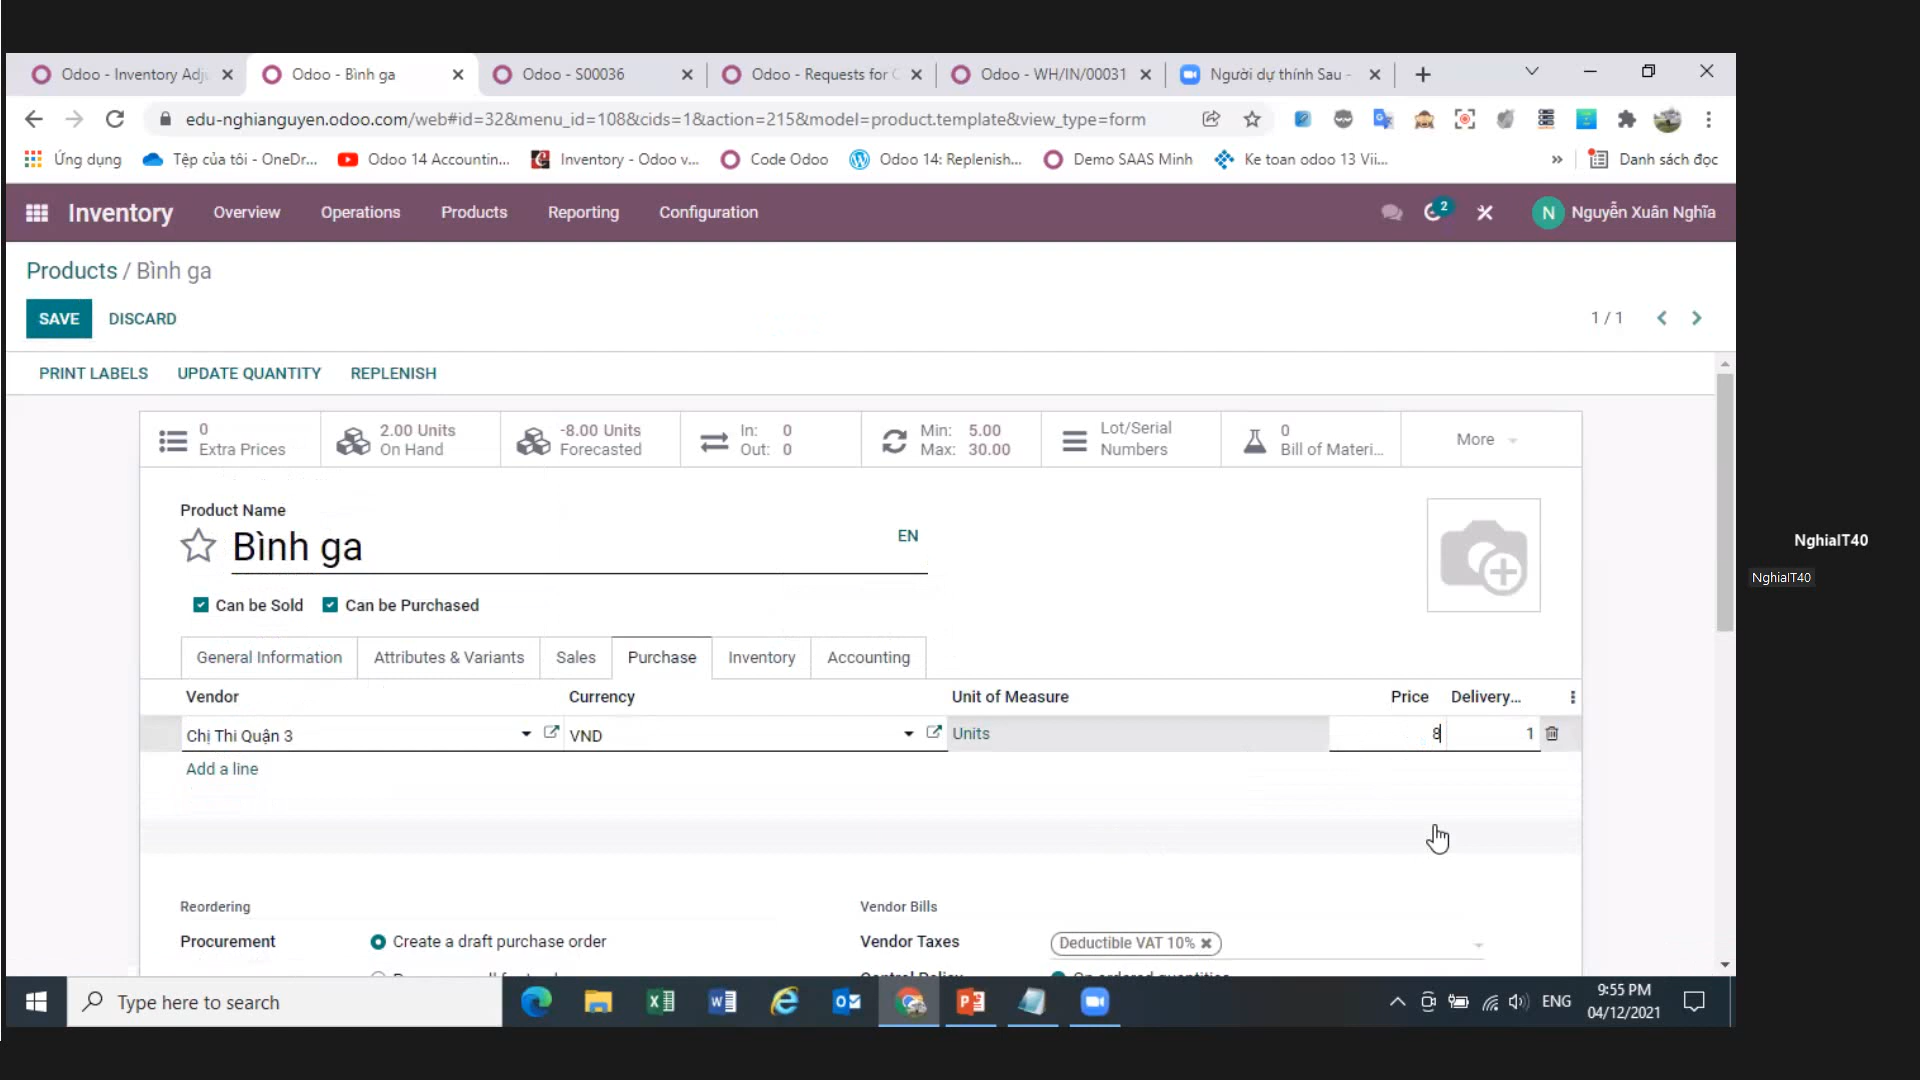 Odoo - Inventory Adj
Odoo - Bình ga
Odoo - S00036
Odoo - Requests for
Odoo - WH/IN/00031
Người dự thính Sau -
edu-nghianguyen.odoo.com/web#id=32&menu_id=108&cids=1&action=215&model=product.template&view_type=form
Ứng dụng
Tệp của tôi - OneDr...
Odoo 14 Accountin...
Inventory - Odoo v...
Code Odoo
Odoo 14: Replenish...
Demo SAAS Minh
Ke toan odoo 13 Vii...
»
Danh sách đọc
Inventory
Overview
Operations
Products
Reporting
Configuration
2
N
Nguyễn Xuân Nghĩa
Products / Bình ga
SAVE
DISCARD
1 / 1
PRINT LABELS
UPDATE QUANTITY
REPLENISH
0
Extra Prices
2.00 Units
On Hand
-8.00 Units
Forecasted
In: 0
Out: 0
Min: 5.00
Max: 30.00
Lot/Serial
Numbers
0
Bill of Materi...
More
Product Name
Bình ga
EN
Can be Sold
Can be Purchased
General Information
Attributes & Variants
Sales
Purchase
Inventory
Accounting
Vendor
Currency
Unit of Measure
Price
Delivery...
Chị Thi Quận 3
VND
Units
8
1
Add a line
Reordering
Vendor Bills
Procurement
Create a draft purchase order
Vendor Taxes
Deductible VAT 10%
On ordered quantities
Type here to search
ENG
9:55 PM
04/12/2021
NghiaIT40
NghiaIT40